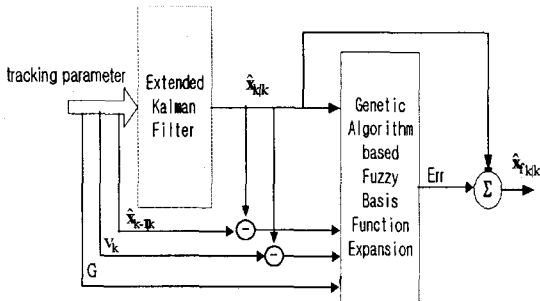 tracking parameter
Extended
Kalman
Filter
x̂k|k
Genetic
Algorithm
based
Fuzzy
Basis
Function
Expansion
Err
Σ
x̂f k|k
x̂k-1|k
−
vk
−
G